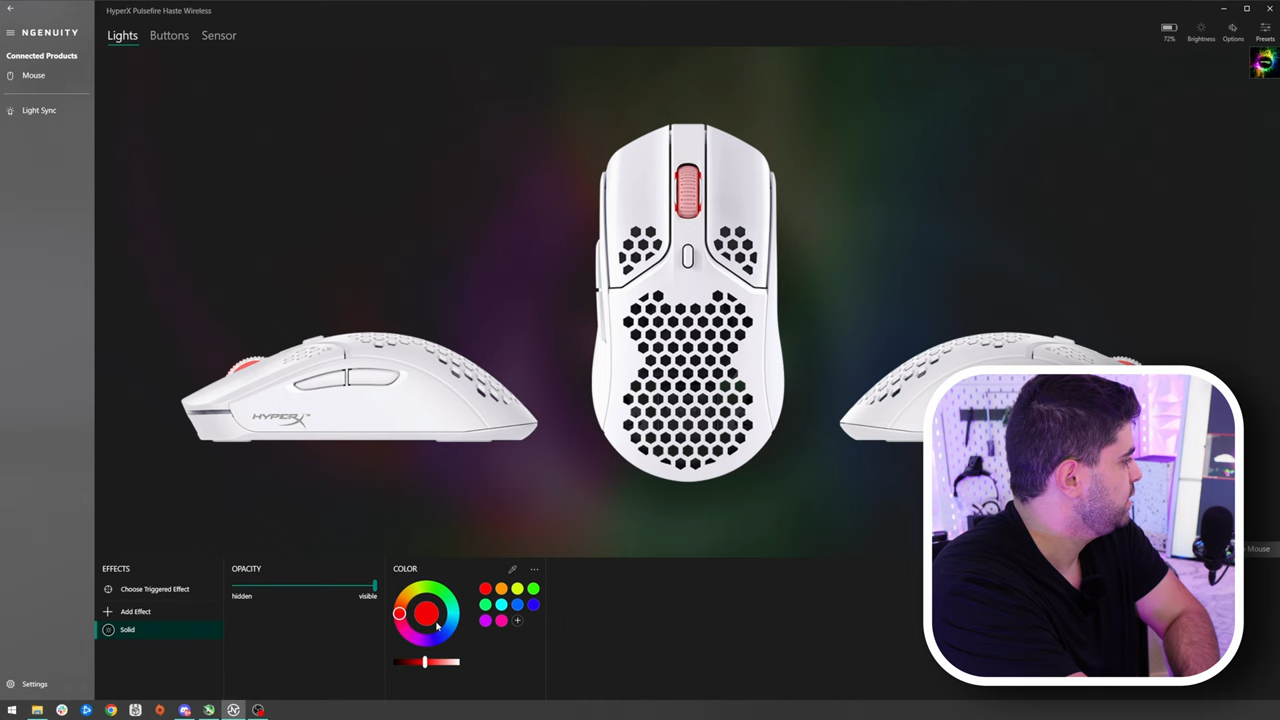 HyperX Pulsefire Haste Wireless
NGENUITY
Lights Buttons Sensor
72% Brightness Options Presets
Connected Products
Mouse
Light Sync
HYPERX
Mouse
EFFECTS
Choose Triggered Effect
Add Effect
Solid
OPACITY
hidden visible
COLOR
Settings